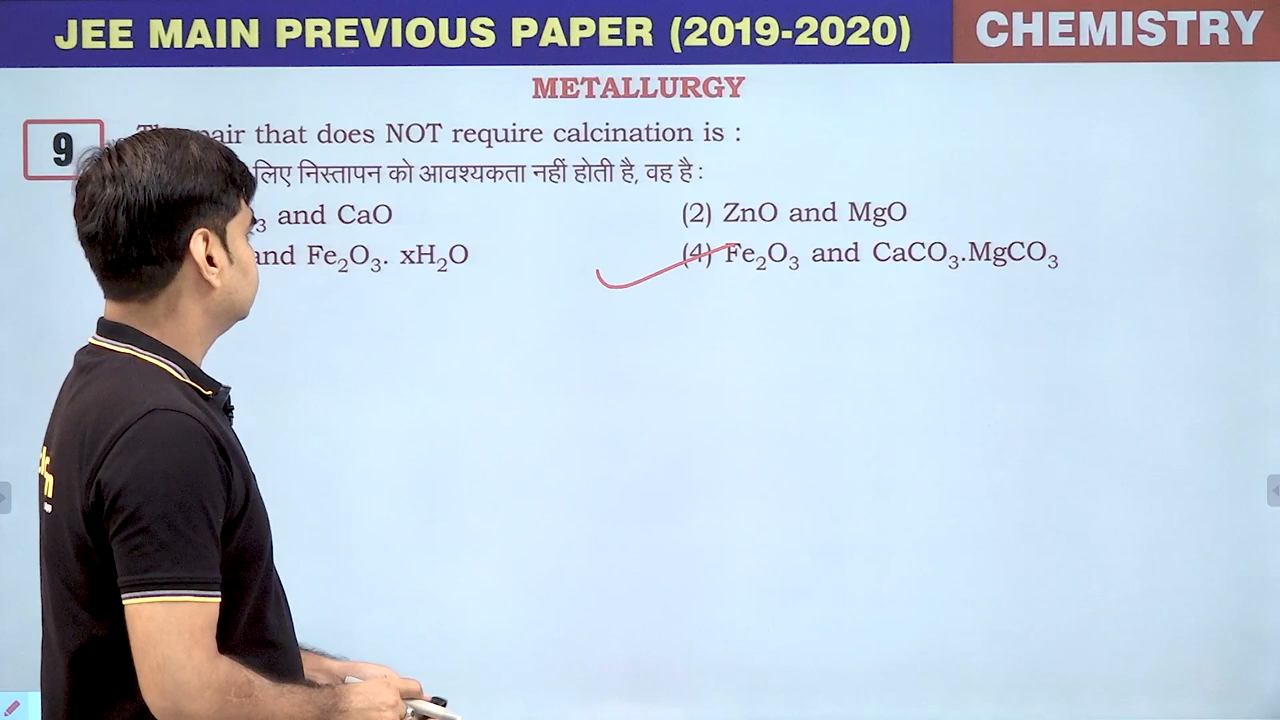 JEE MAIN PREVIOUS PAPER (2019-2020) CHEMISTRY
METALLURGY
9 pair that does NOT require calcination is :
लिए निस्तापन को आवश्यकता नहीं होती है, वह है :
₃ and CaO (2) ZnO and MgO
and Fe₂O₃. xH₂O (4) Fe₂O₃ and CaCO₃.MgCO₃